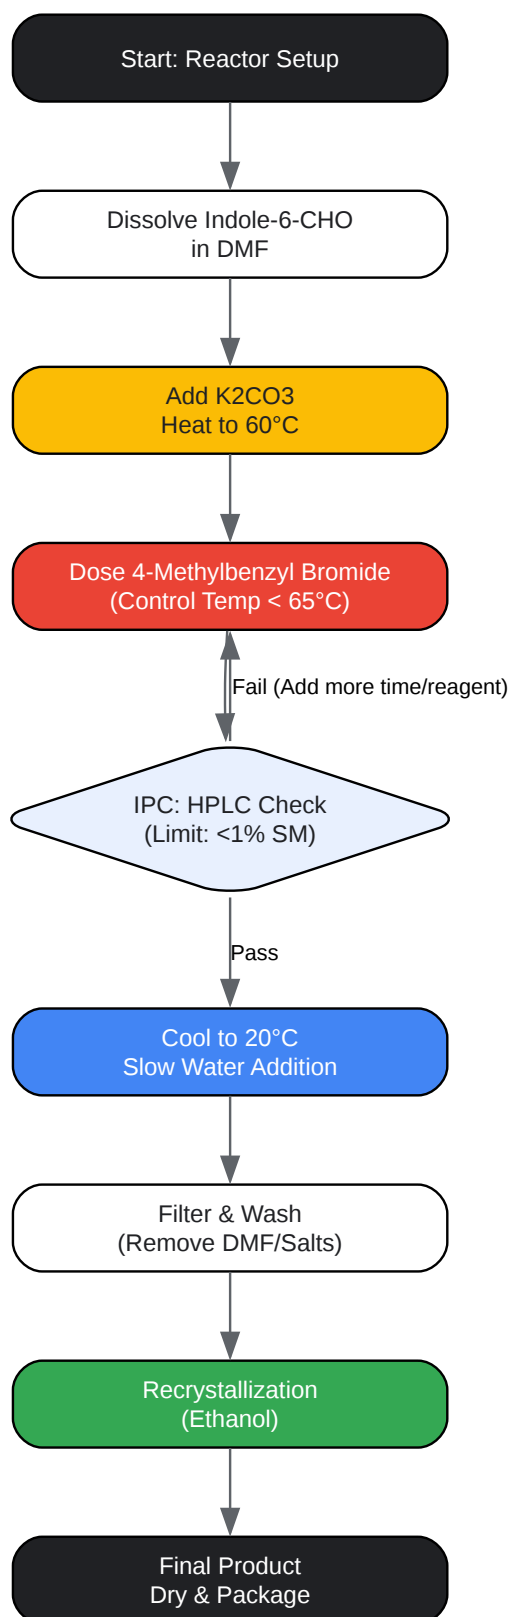 Start: Reactor Setup
Dissolve Indole-6-CHO
in DMF
Add K2CO3
Heat to 60°C
Dose 4-Methylbenzyl Bromide
(Control Temp < 65°C)
Fail (Add more time/reagent)
IPC: HPLC Check
(Limit: <1% SM)
Pass
Cool to 20°C
Slow Water Addition
Filter & Wash
(Remove DMF/Salts)
Recrystallization
(Ethanol)
Final Product
Dry & Package